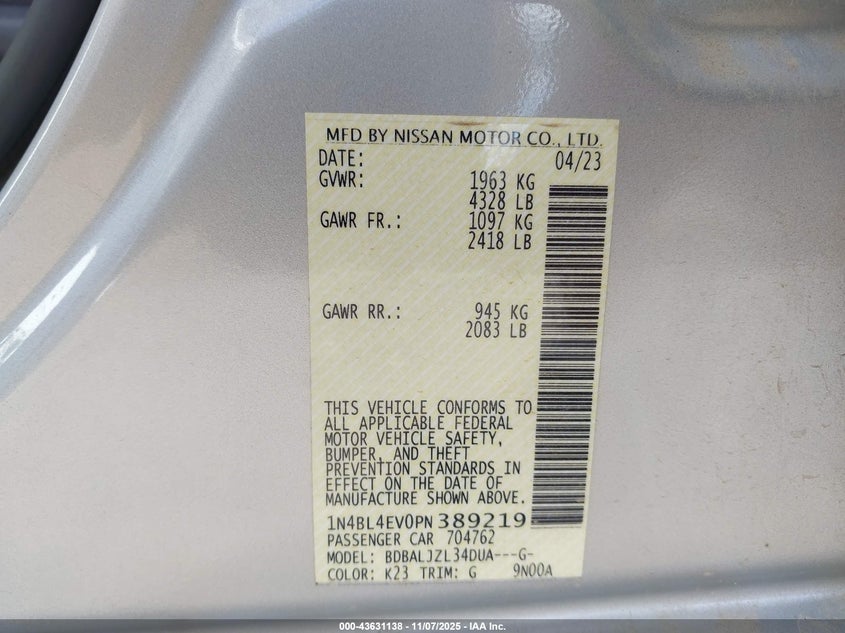 MFD BY NISSAN MOTOR CO., LTD.
DATE: 04/23
GVWR: 1963 KG
4328 LB
GAWR FR.: 1097 KG
2418 LB
GAWR RR.: 945 KG
2083 LB
THIS VEHICLE CONFORMS TO
ALL APPLICABLE FEDERAL
MOTOR VEHICLE SAFETY,
BUMPER, AND THEFT
PREVENTION STANDARDS IN
EFFECT ON THE DATE OF
MANUFACTURE SHOWN ABOVE.
1N4BL4EV0PN389219
PASSENGER CAR 704762
MODEL: BDBALJZL34DUA---G-
COLOR: K23 TRIM: G 9N00A
000-43631138 - 11/07/2025 - IAA Inc.